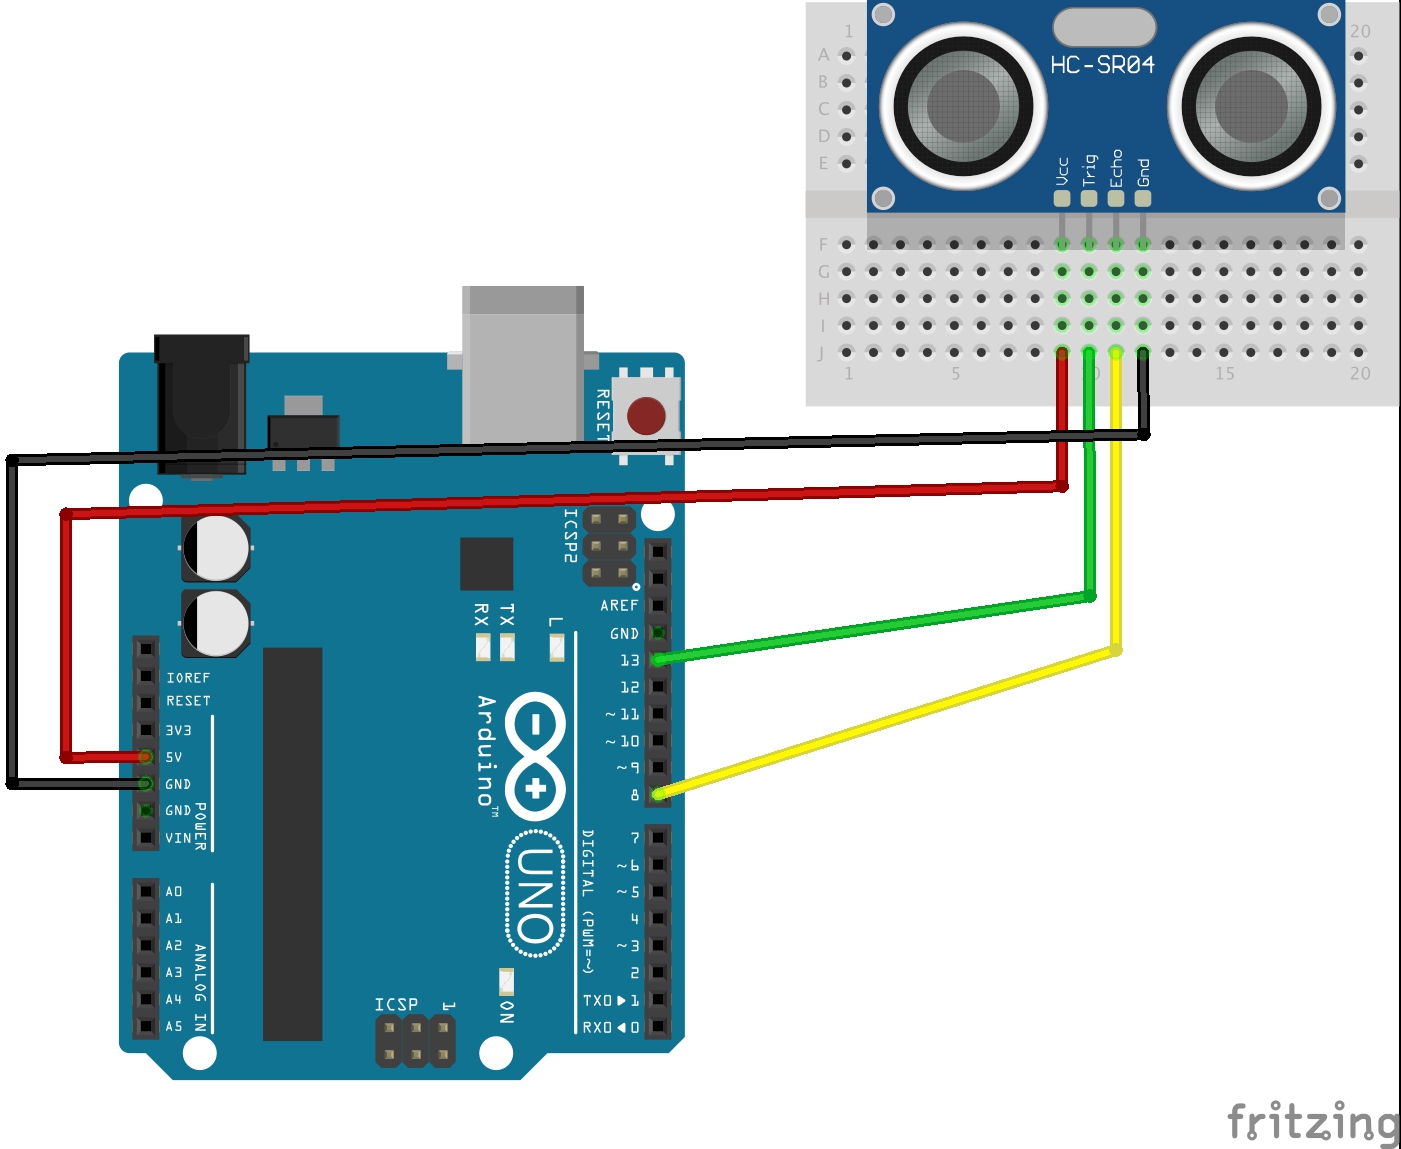 1
20
A
B
C
D
E
HC-SR04
Vcc
Trig
Echo
Gnd
F
G
H
I
J
1
5
10
15
20
RESET
ICSP2
AREF
GND
13
12
~11
~10
~9
8
RX
TX
L
IOREF
RESET
3V3
5V
GND
GND
VIN
POWER
Arduino™
UNO
DIGITAL (PWM=~)
7
~6
~5
4
~3
2
TX0▶1
RX0◀0
A0
A1
A2
A3
A4
A5
ANALOG IN
ICSP
1
ON
fritzing